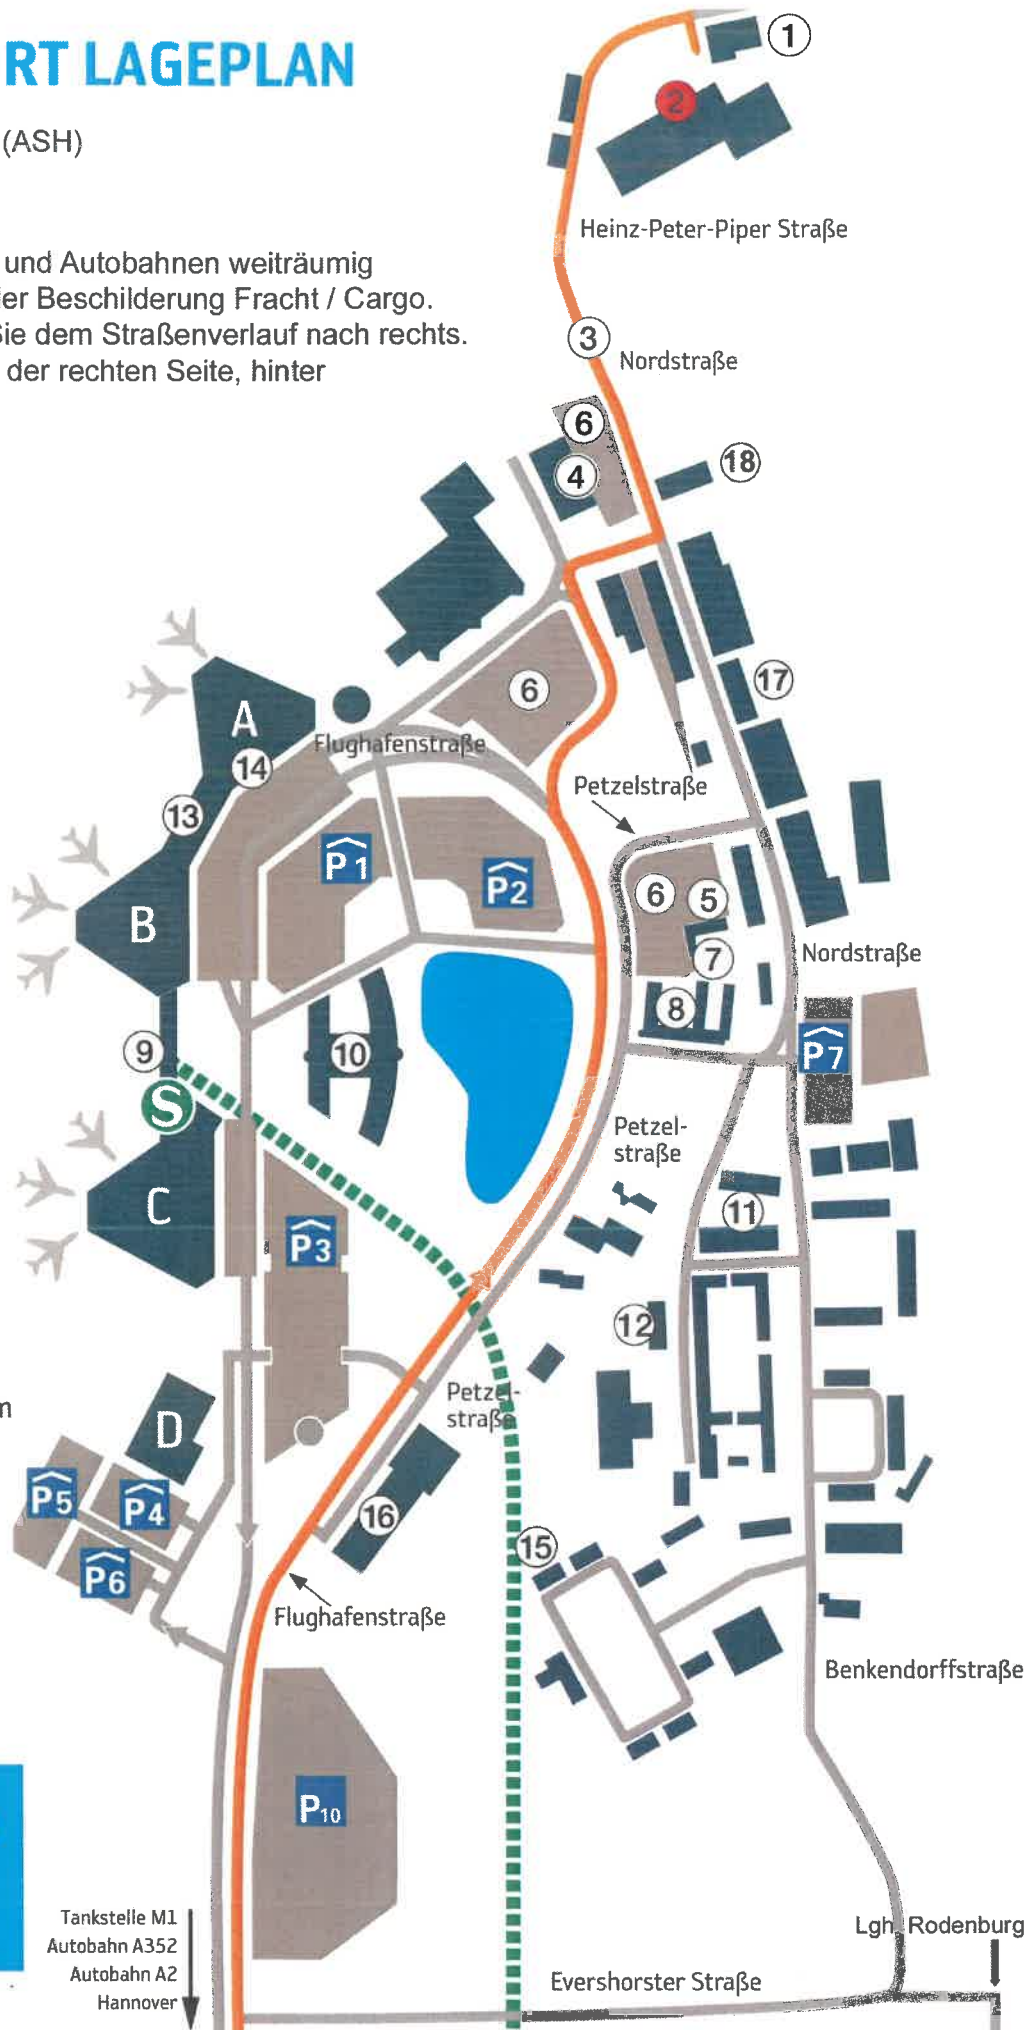 RT LAGEPLAN
1
2
(ASH)
Heinz-Peter-Piper Straße
und Autobahnen weiträumig
er Beschilderung Fracht / Cargo.
Sie dem Straßenverlauf nach rechts.
der rechten Seite, hinter
3
Nordstraße
6
4
18
6
17
A
Flughafenstraße
14
Petzelstraße
13
P1
P2
6
5
B
7
Nordstraße
8
9
10
P7
S
Petzel-
straße
C
11
P3
12
Petzel-
straße
m
D
P5
P4
16
15
P6
Flughafenstraße
Benkendorffstraße
P10
Tankstelle M1
Autobahn A352
Autobahn A2
Hannover
Lgh Rodenburg
Evershorster Straße